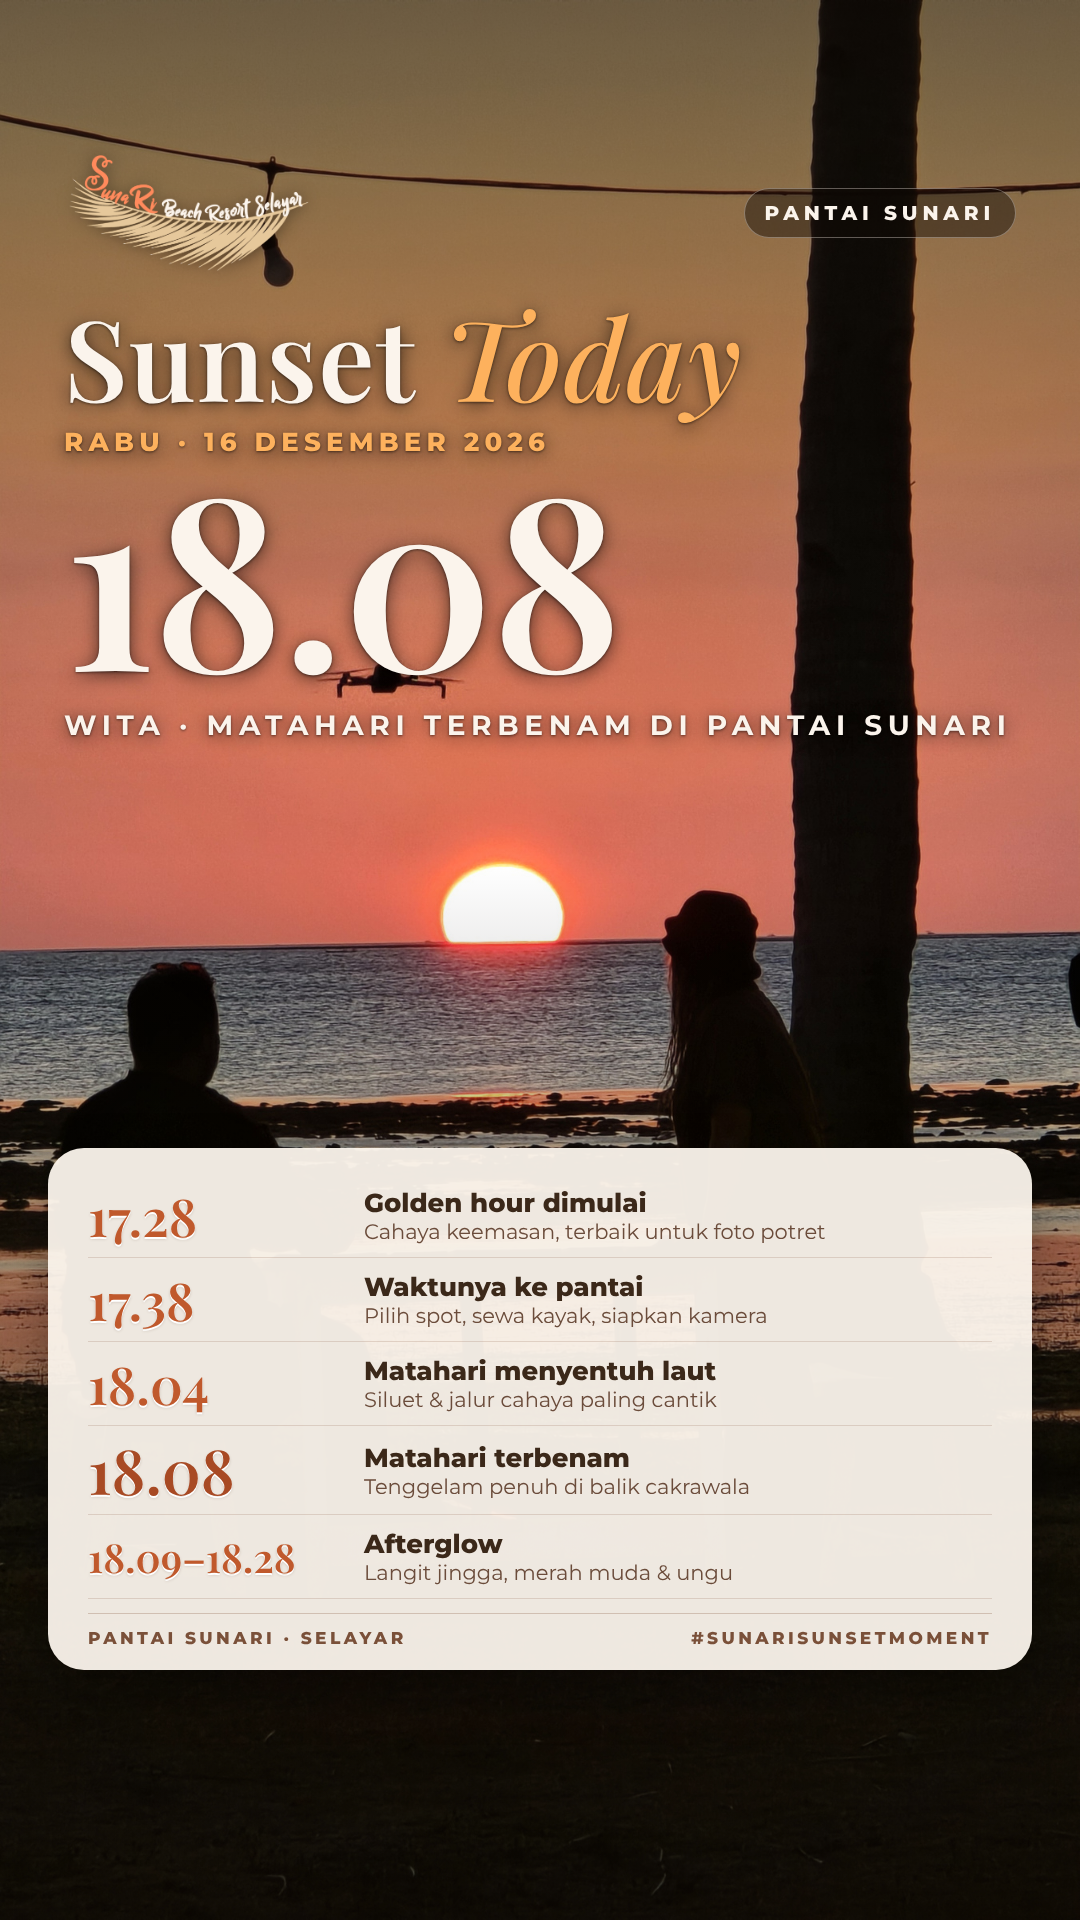 SunaRi Beach Resort Selayar
PANTAI SUNARI
Sunset Today
RABU · 16 DESEMBER 2026
18.08
WITA · MATAHARI TERBENAM DI PANTAI SUNARI
17.28
Golden hour dimulai
Cahaya keemasan, terbaik untuk foto potret
17.38
Waktunya ke pantai
Pilih spot, sewa kayak, siapkan kamera
18.04
Matahari menyentuh laut
Siluet & jalur cahaya paling cantik
18.08
Matahari terbenam
Tenggelam penuh di balik cakrawala
18.09–18.28
Afterglow
Langit jingga, merah muda & ungu
PANTAI SUNARI · SELAYAR
#SUNARISUNSETMOMENT